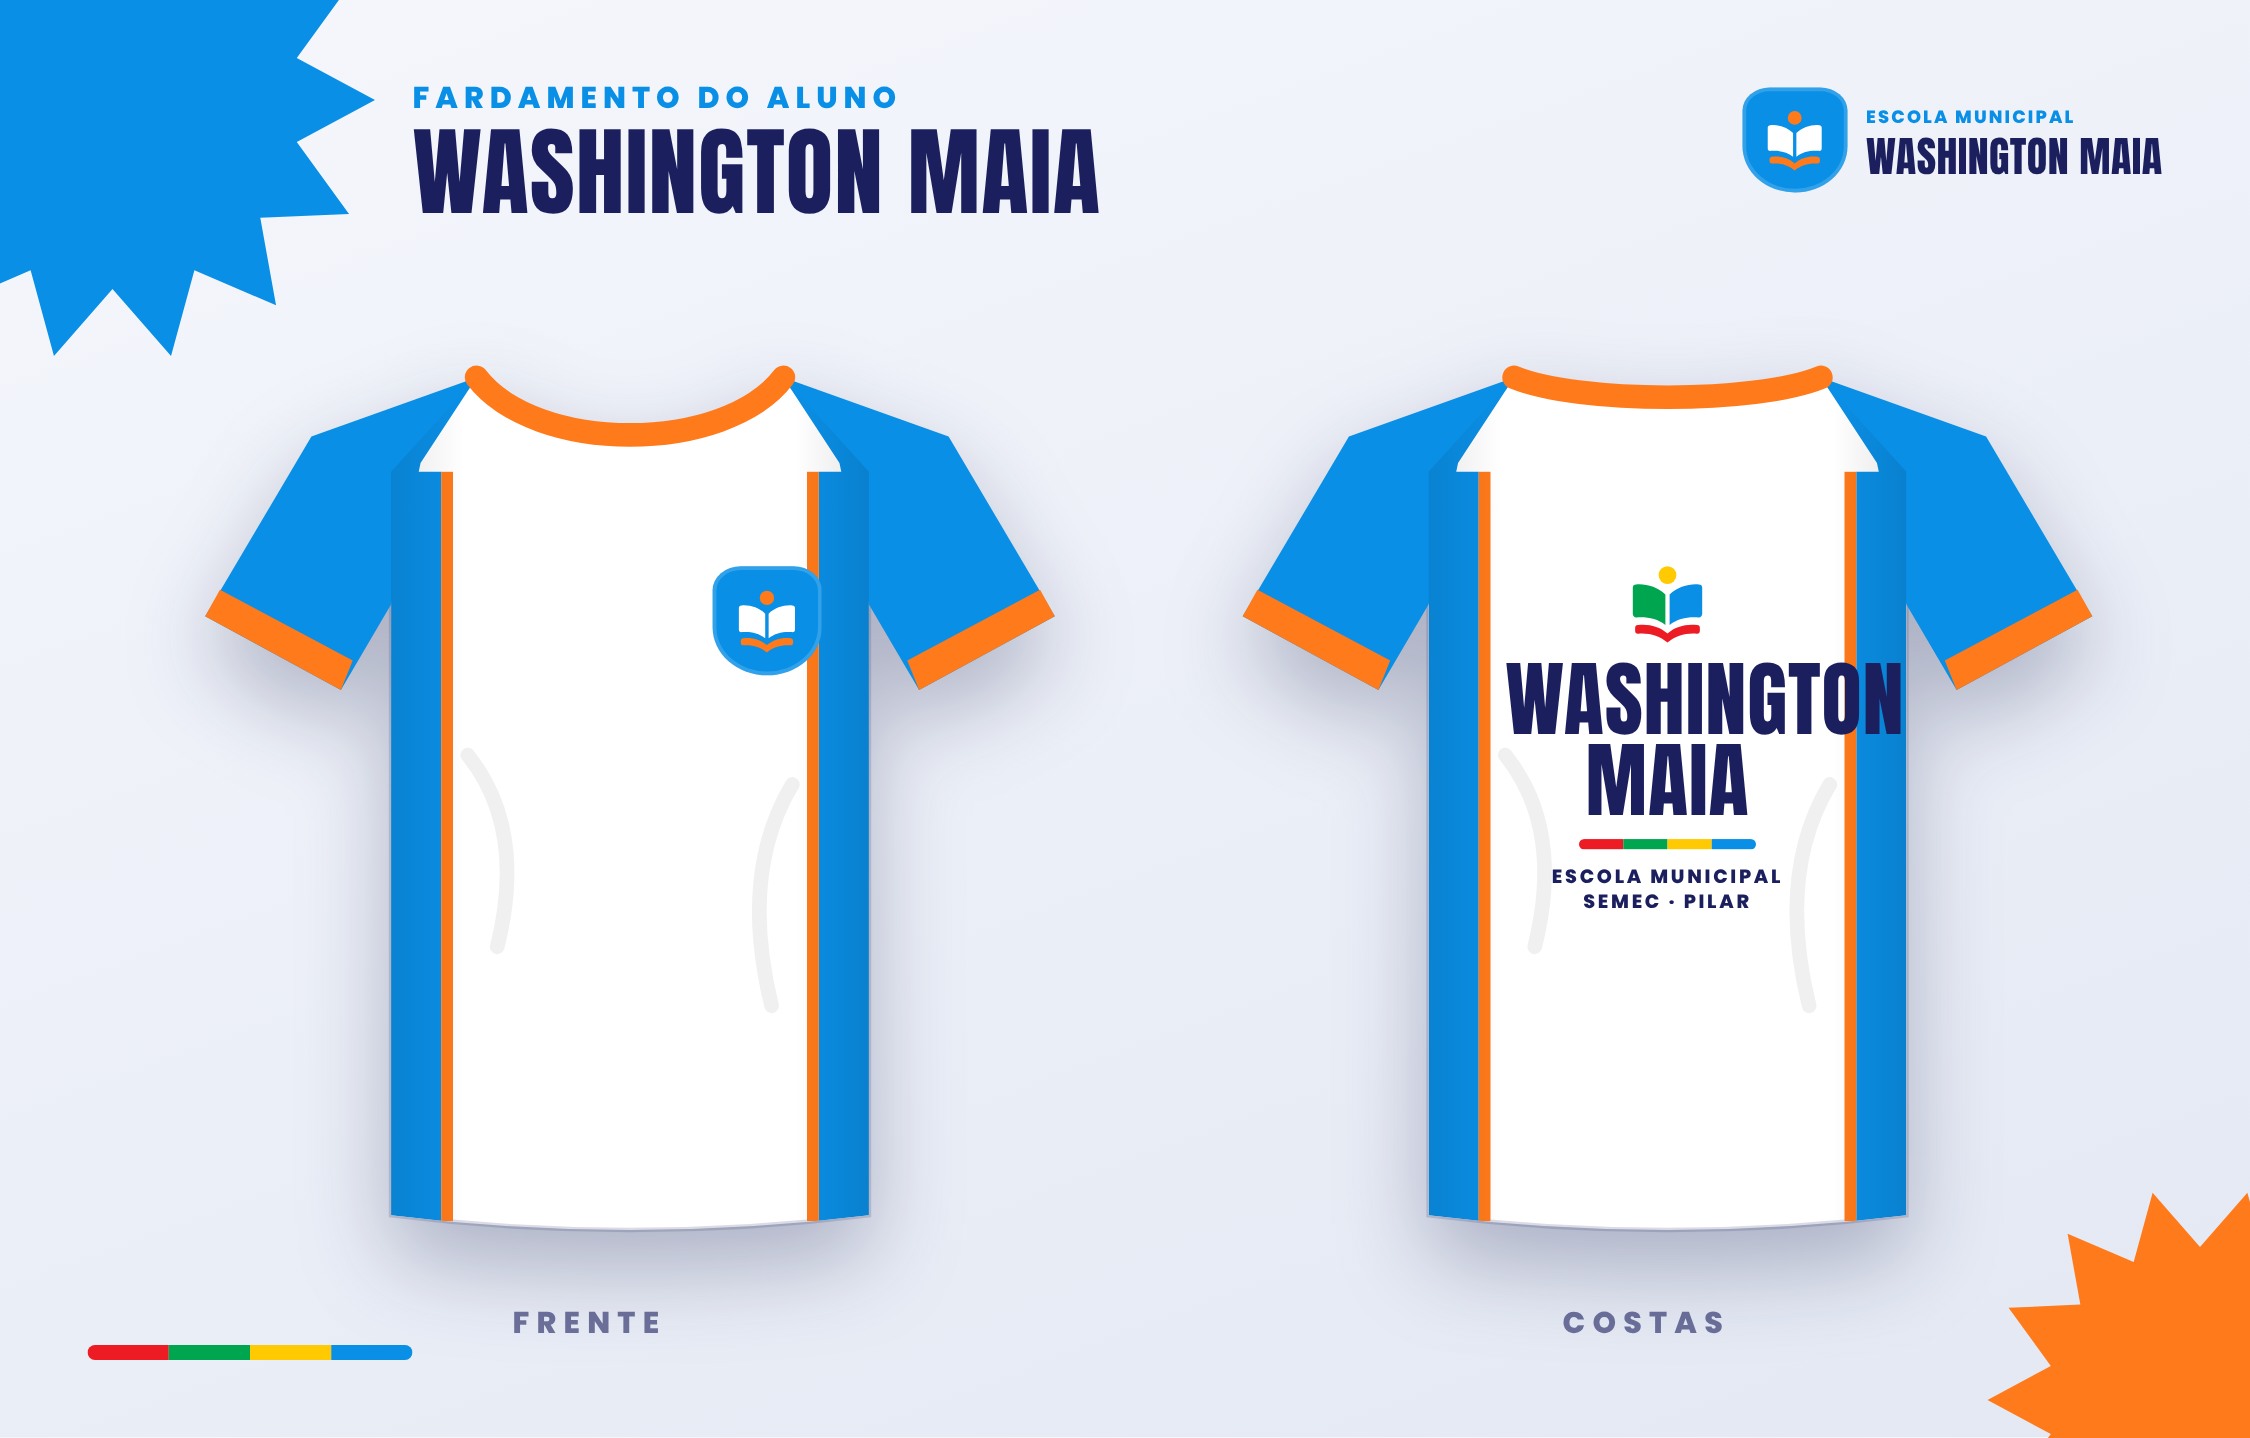 FARDAMENTO DO ALUNO
WASHINGTON MAIA
ESCOLA MUNICIPAL
WASHINGTON MAIA
WASHINGTON
MAIA
ESCOLA MUNICIPAL
SEMEC · PILAR
FRENTE
COSTAS